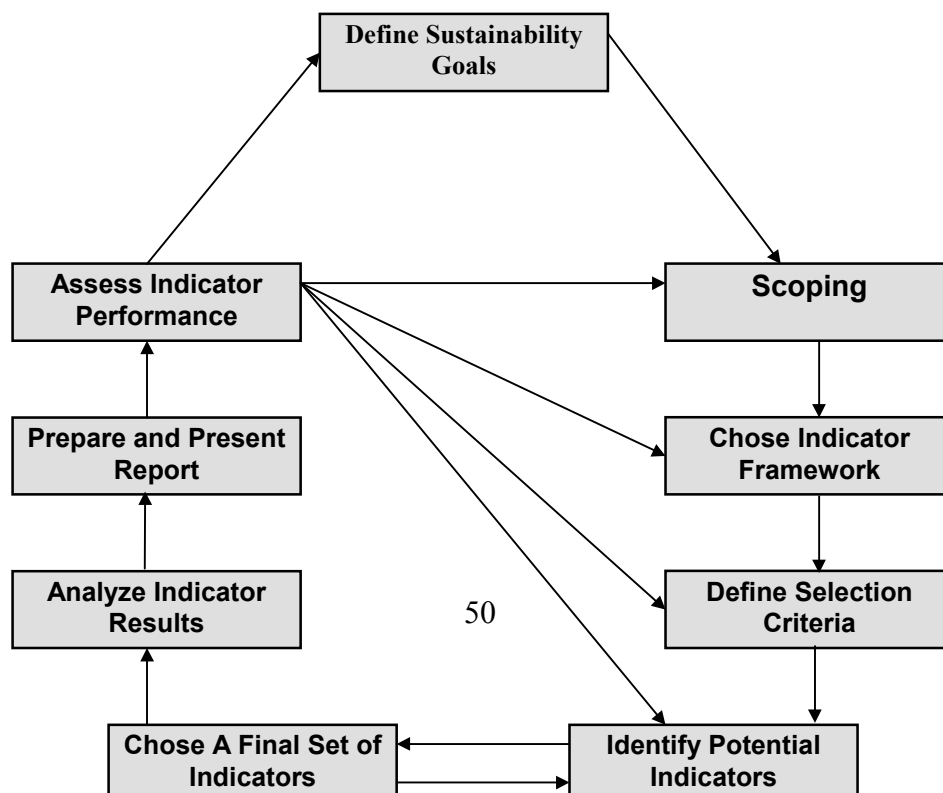 Define Sustainability
Goals
Assess Indicator
Performance
Scoping
Prepare and Present
Report
Chose Indicator
Framework
Analyze Indicator
Results
Define Selection
Criteria
50
Chose A Final Set of
Indicators
Identify Potential
Indicators